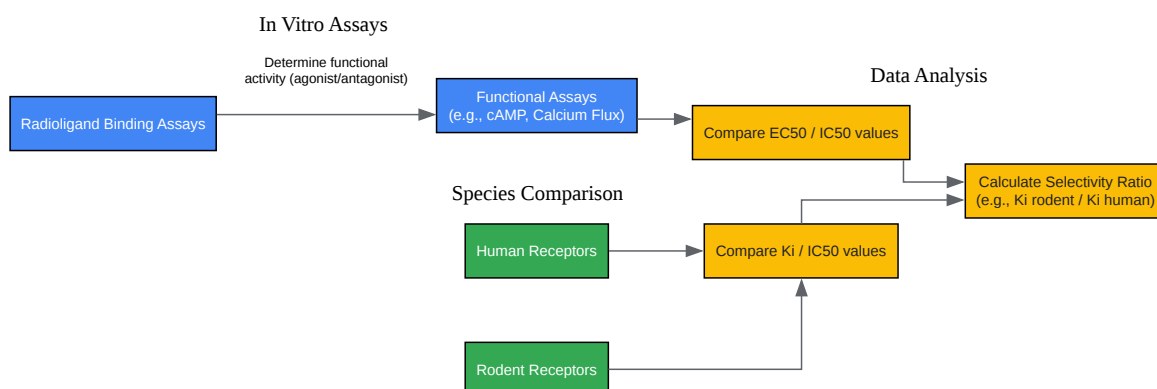 In Vitro Assays
Determine functional
activity (agonist/antagonist)
Data Analysis
Radioligand Binding Assays
Functional Assays
(e.g., cAMP, Calcium Flux)
Compare EC50 / IC50 values
Calculate Selectivity Ratio
(e.g., Ki rodent / Ki human)
Species Comparison
Human Receptors
Compare Ki / IC50 values
Rodent Receptors